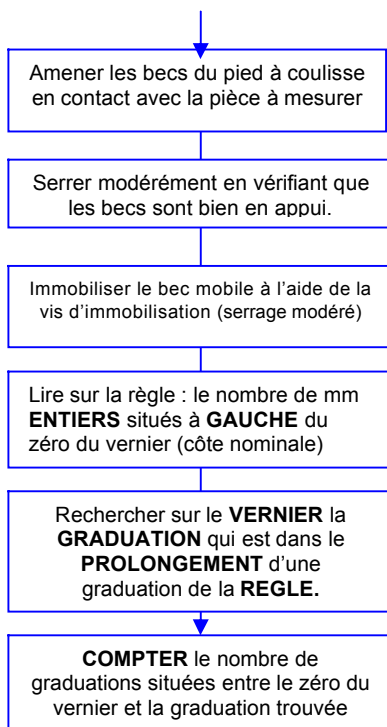 Amener les becs du pied à coulisse
en contact avec la pièce à mesurer
Serrer modérément en vérifiant que
les becs sont bien en appui.
Immobiliser le bec mobile à l’aide de la
vis d’immobilisation (serrage modéré)
Lire sur la règle : le nombre de mm
ENTIERS situés à GAUCHE du
zéro du vernier (côte nominale)
Rechercher sur le VERNIER la
GRADUATION qui est dans le
PROLONGEMENT d’une
graduation de la REGLE.
COMPTER le nombre de
graduations situées entre le zéro du
vernier et la graduation trouvée